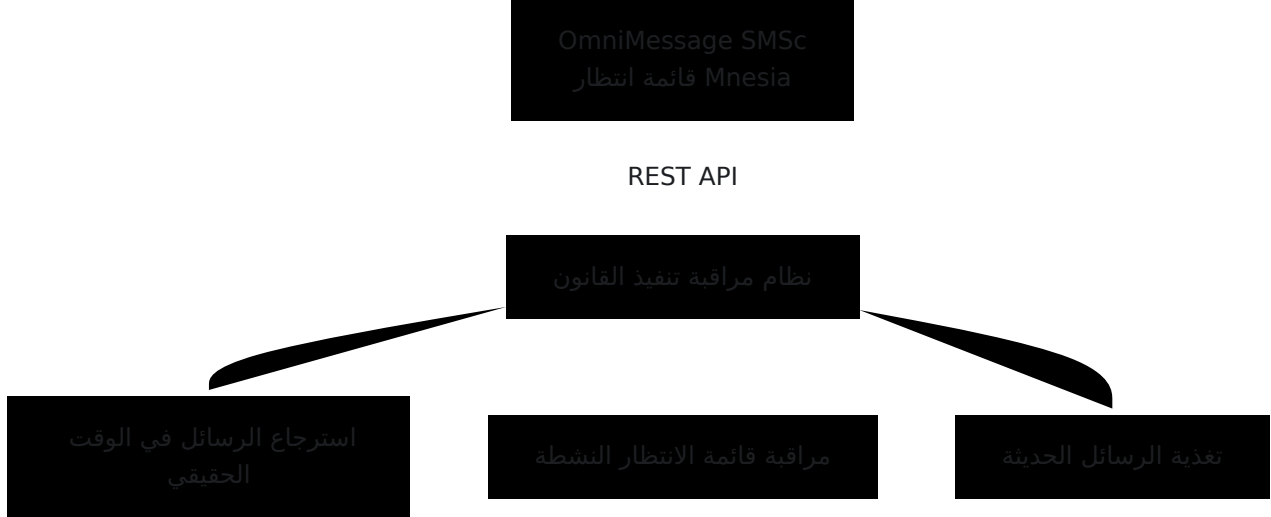 OmniMessage SMSc
قائمة انتظار Mnesia
REST API
نظام مراقبة تنفيذ القانون
استرجاع الرسائل في الوقت
الحقيقي
مراقبة قائمة الانتظار النشطة
تغذية الرسائل الحديثة